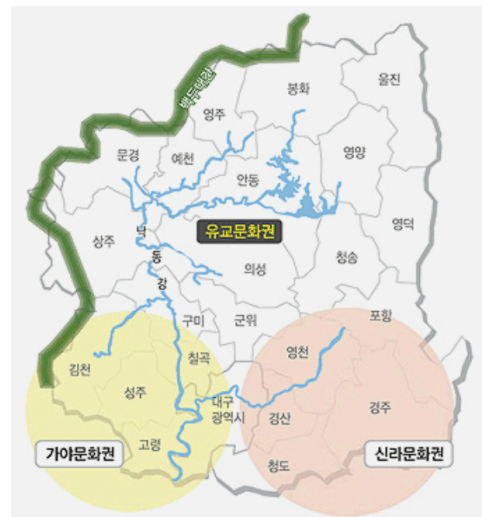 백두대간
봉화
울진
영주
문경
예천
안동
영양
영덕
유교문화권
상주
낙
동
강
의성
청송
구미
군위
포항
영천
김천
칠곡
성주
대구
광역시
경산
경주
고령
가야문화권
신라문화권
청도